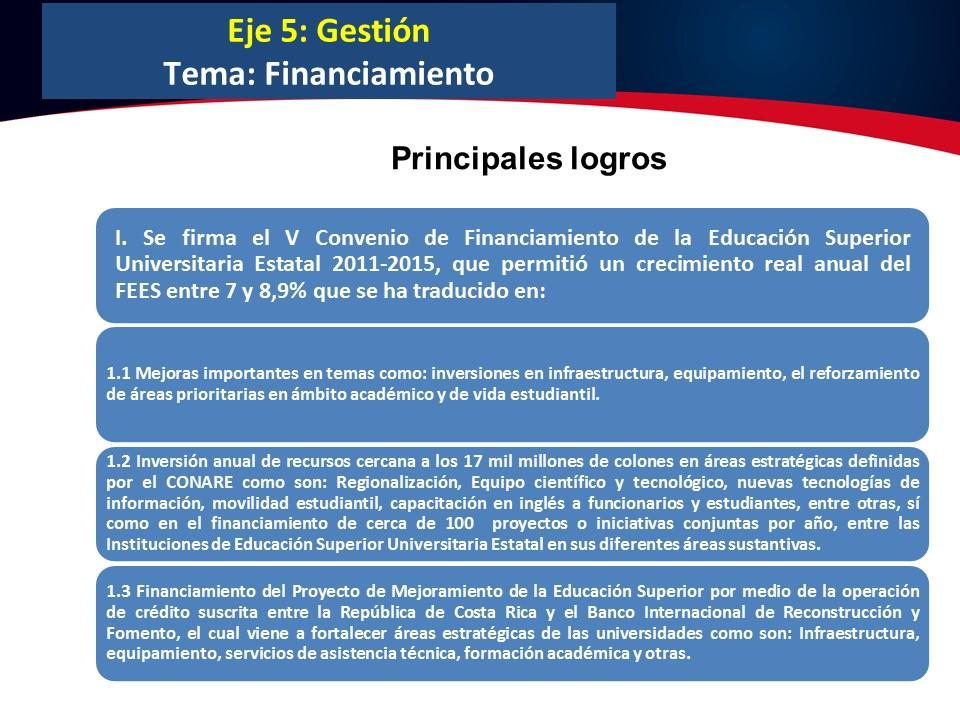 Eje 5: Gestión
Tema: Financiamiento
Principales logros
I. Se firma el V Convenio de Financiamiento de la Educación Superior
Universitaria Estatal 2011-2015, que permitió un crecimiento real anual del
FEES entre 7 y 8,9% que se ha traducido en:
1.1 Mejoras importantes en temas como: inversiones en infraestructura, equipamiento, el reforzamiento
de áreas prioritarias en ámbito académico y de vida estudiantil.
1.2 Inversión anual de recursos cercana a los 17 mil millones de colones en áreas estratégicas definidas
por el CONARE como son: Regionalización, Equipo científico y tecnológico, nuevas tecnologías de
información, movilidad estudiantil, capacitación en inglés a funcionarios y estudiantes, entre otras, sí
como en el financiamiento de cerca de 100 proyectos o iniciativas conjuntas por año, entre las
Instituciones de Educación Superior Universitaria Estatal en sus diferentes áreas sustantivas.
1.3 Financiamiento del Proyecto de Mejoramiento de la Educación Superior por medio de la operación
de crédito suscrita entre la República de Costa Rica y el Banco Internacional de Reconstrucción y
Fomento, el cual viene a fortalecer áreas estratégicas de las universidades como son: Infraestructura,
equipamiento, servicios de asistencia técnica, formación académica y otras.